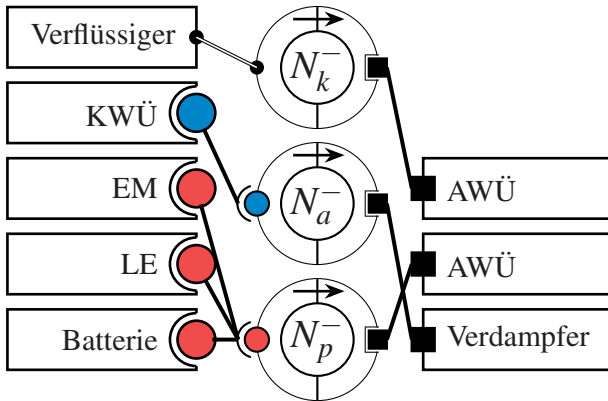 Verflüssiger
KWÜ
EM
LE
Batterie
N_k^-
N_a^-
N_p^-
AWÜ
AWÜ
Verdampfer